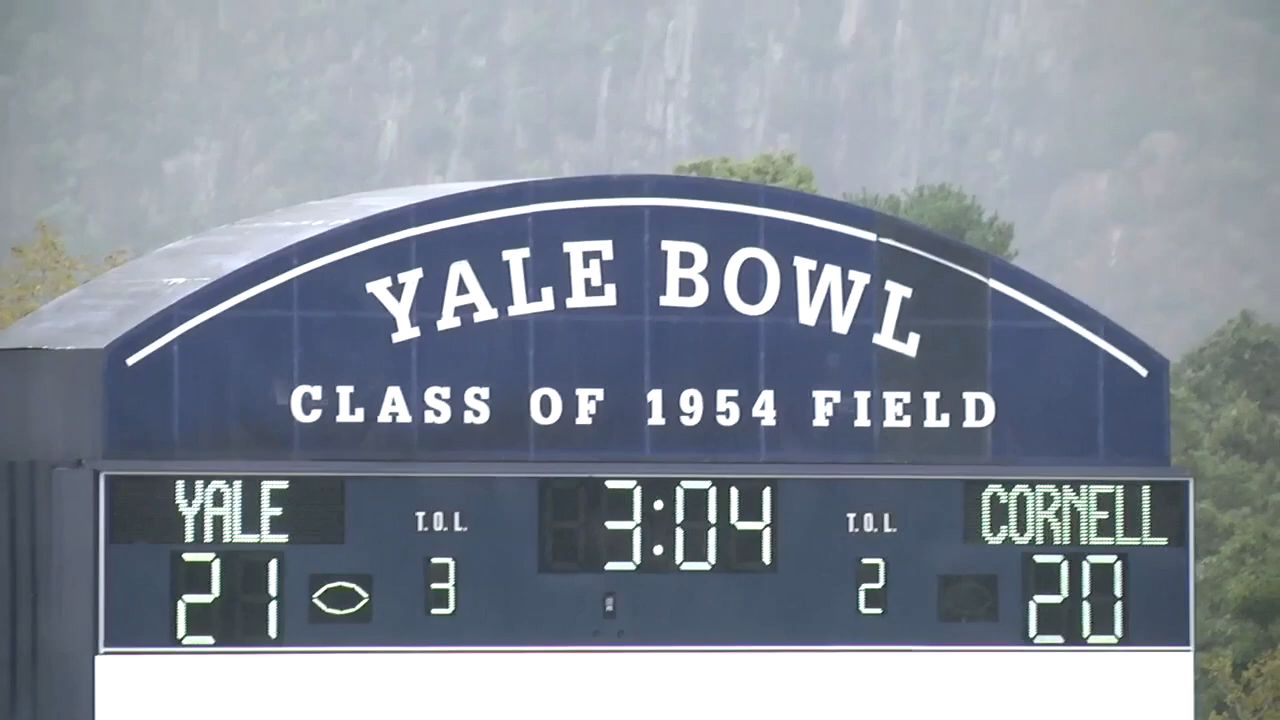 YALE BOWL
CLASS OF 1954 FIELD
YALE T.O.L. 3:04 T.O.L. CORNELL
21 3 2 20